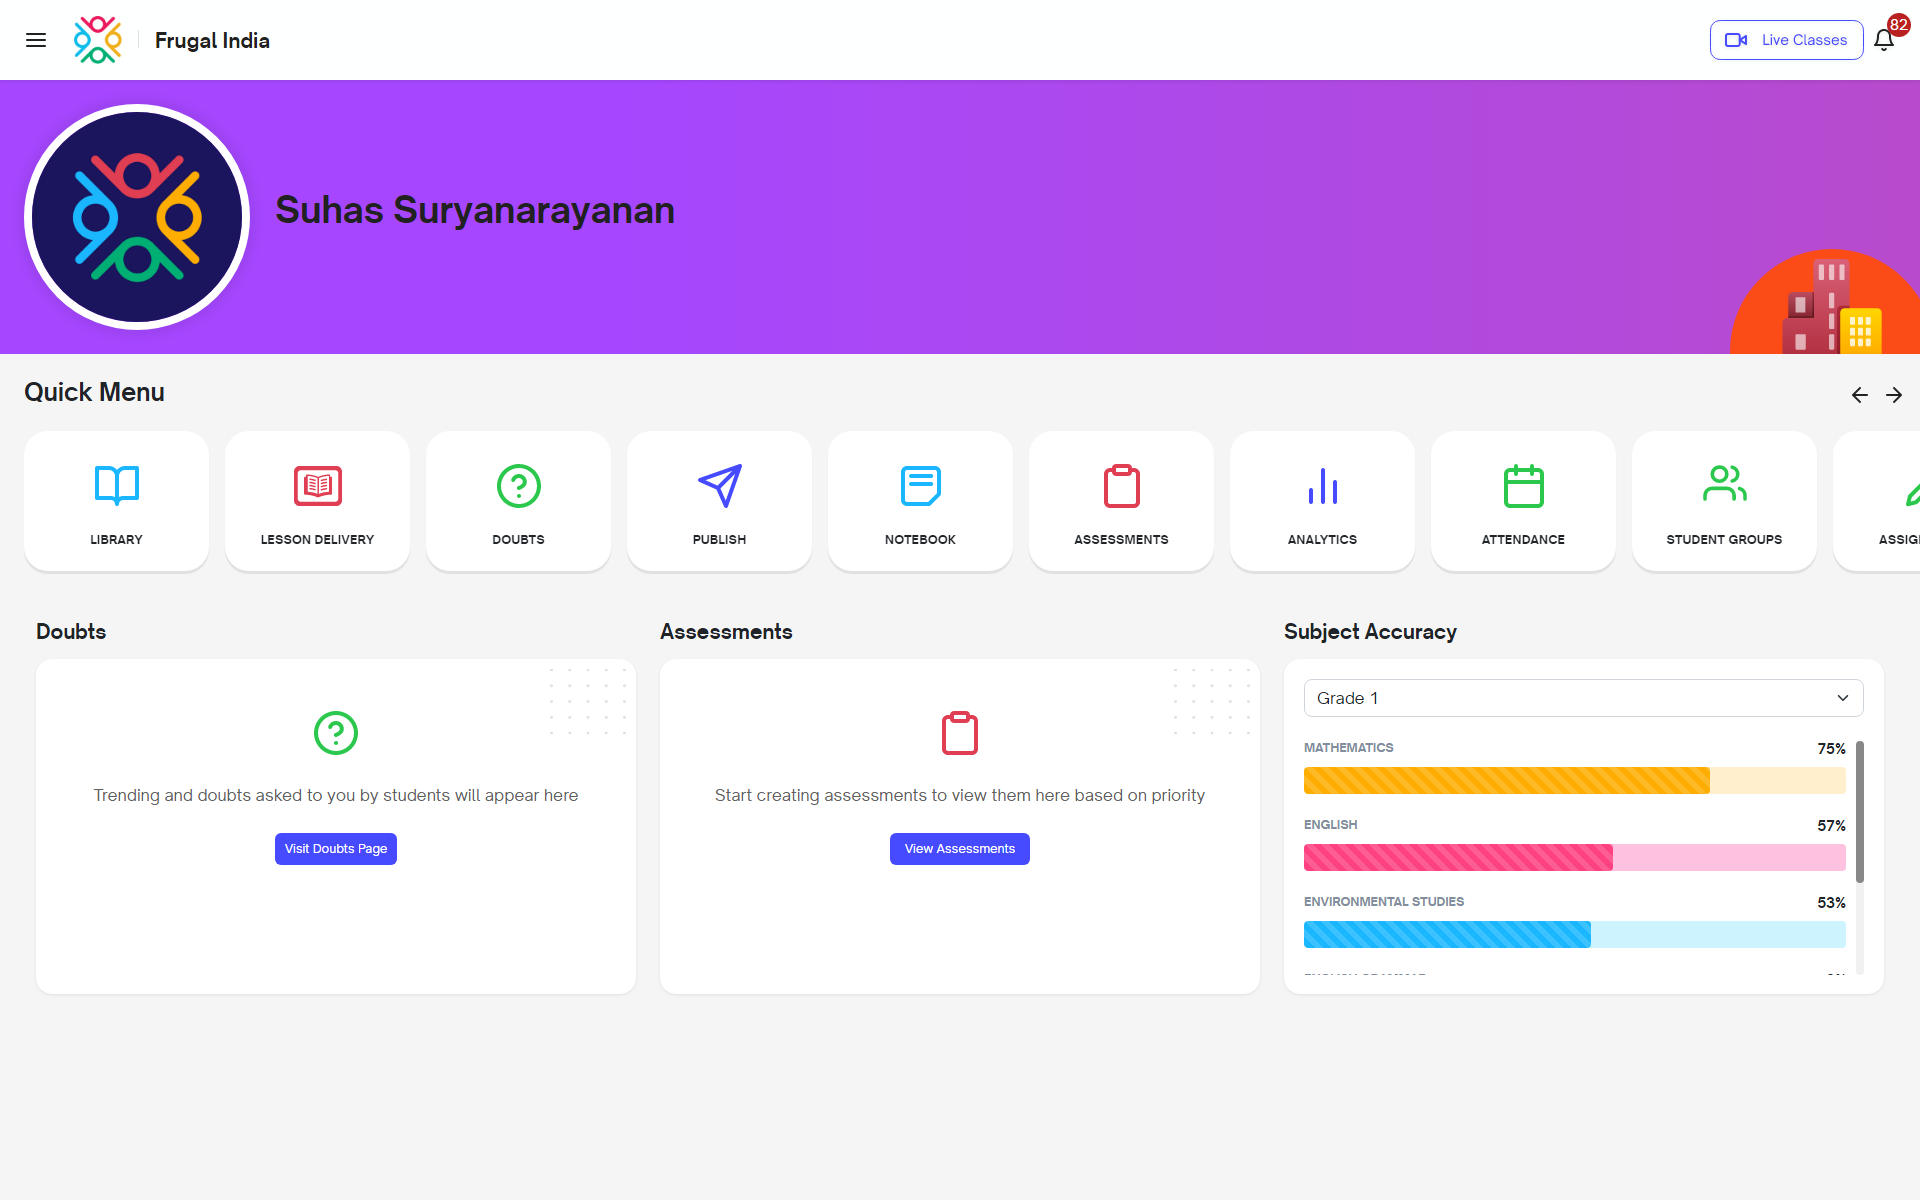 Frugal India
Live Classes
82
Suhas Suryanarayanan
Quick Menu
LIBRARY
LESSON DELIVERY
DOUBTS
PUBLISH
NOTEBOOK
ASSESSMENTS
ANALYTICS
ATTENDANCE
STUDENT GROUPS
Doubts
Trending and doubts asked to you by students will appear here
Visit Doubts Page
Assessments
Start creating assessments to view them here based on priority
View Assessments
Subject Accuracy
Grade 1
MATHEMATICS 75%
ENGLISH 57%
ENVIRONMENTAL STUDIES 53%